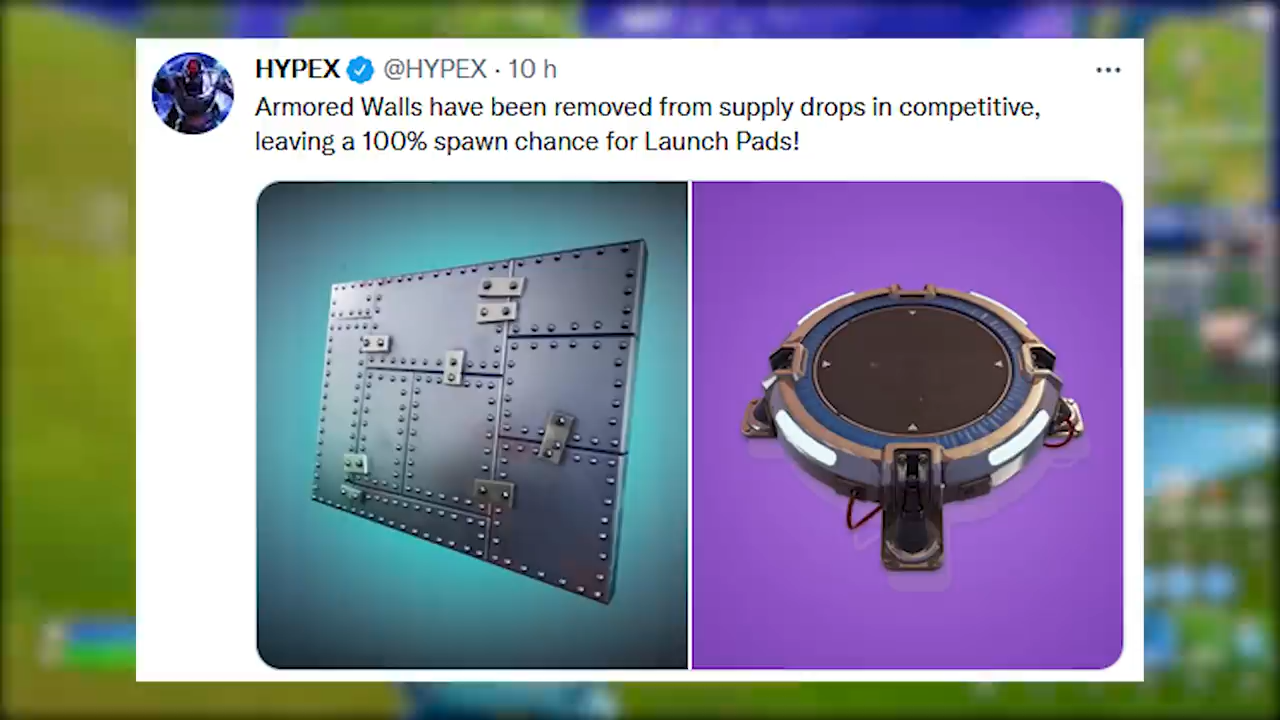 HYPEX @HYPEX · 10 h
Armored Walls have been removed from supply drops in competitive,
leaving a 100% spawn chance for Launch Pads!